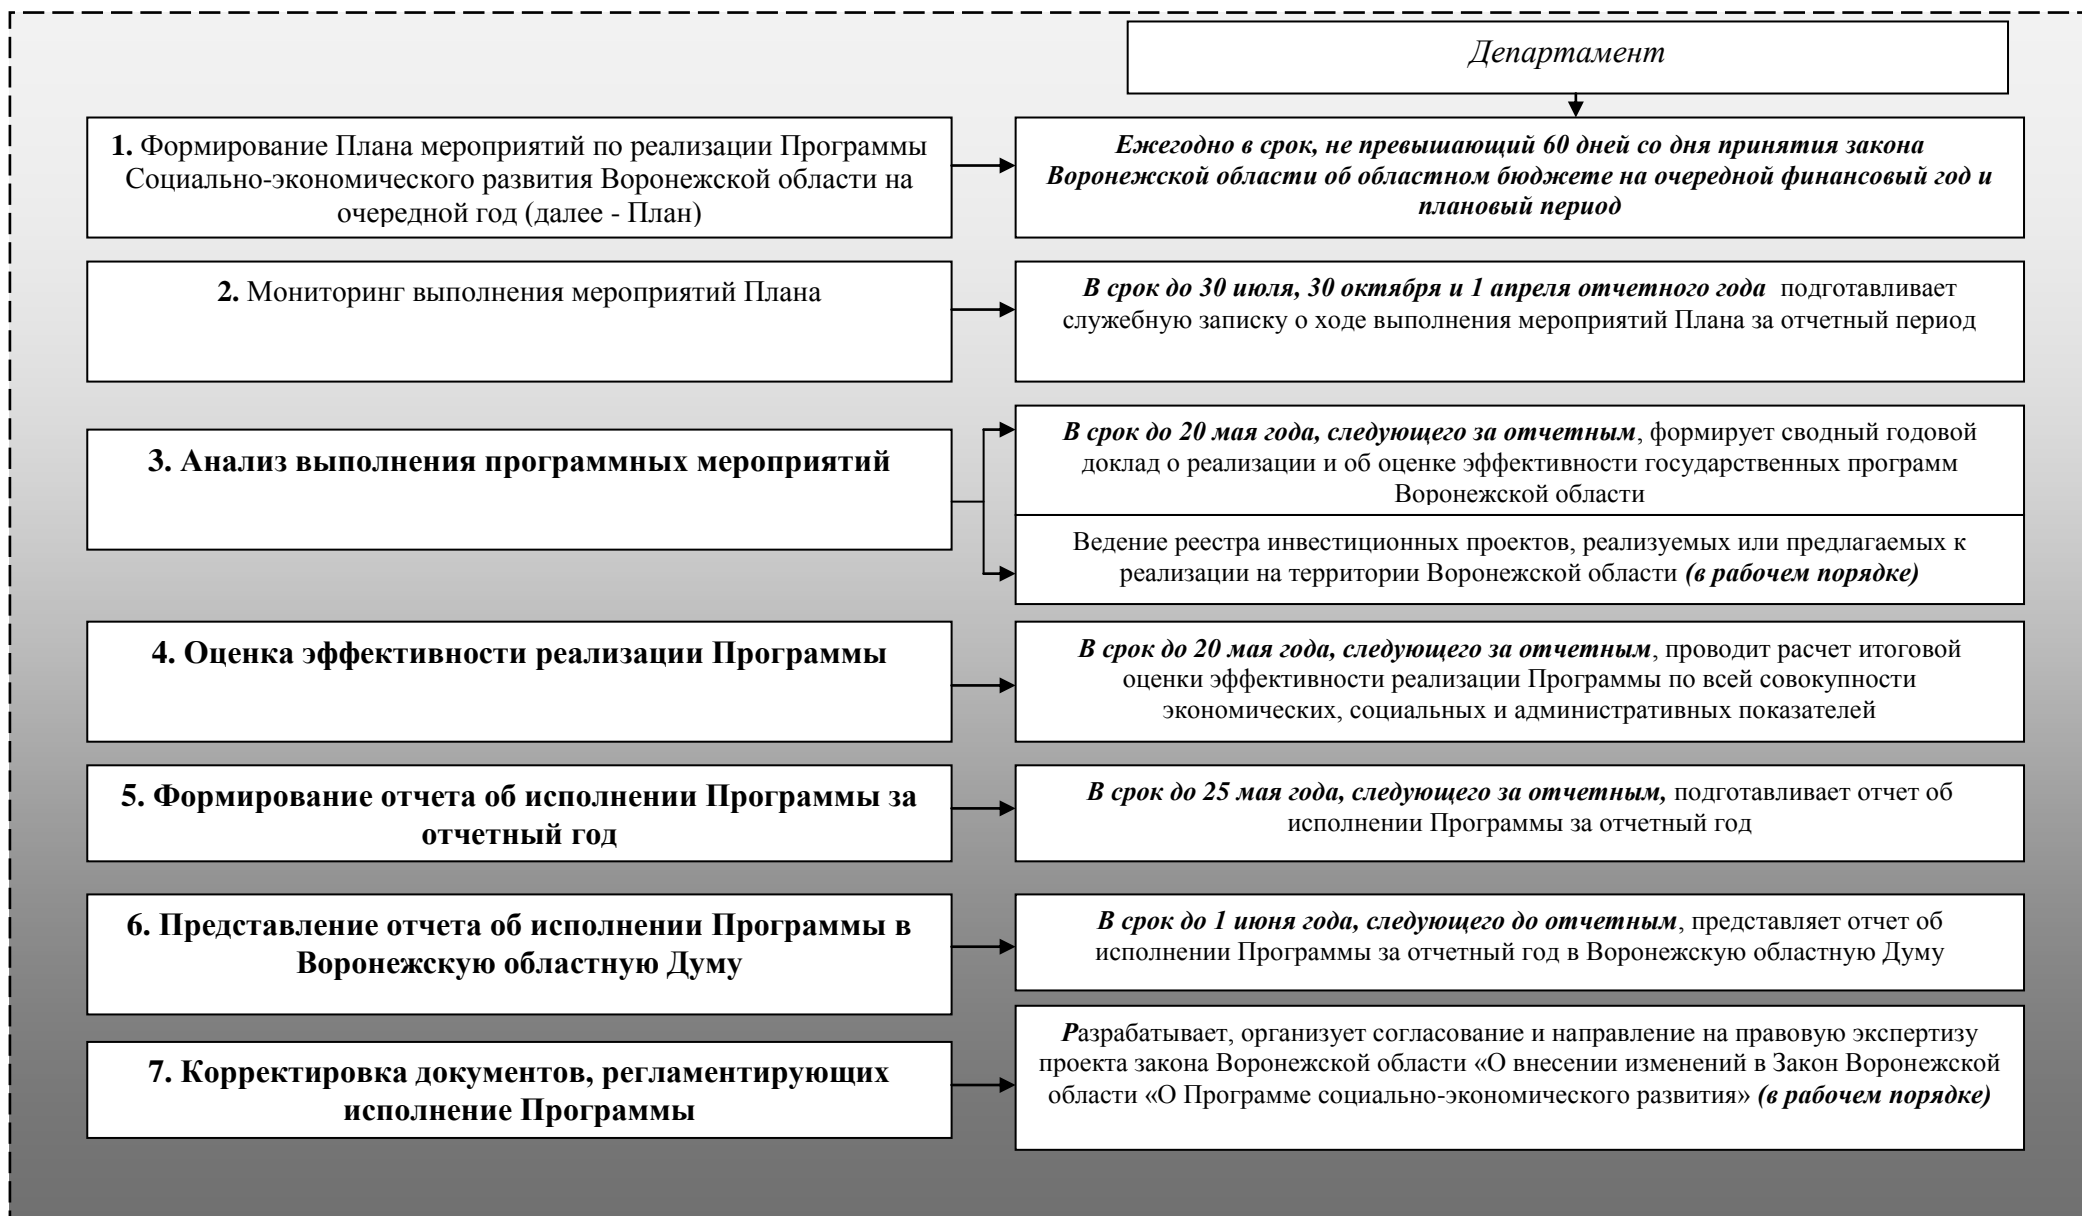 Департамент
1. Формирование Плана мероприятий по реализации Программы
Социально-экономического развития Воронежской области на
очередной год (далее - План)
Ежегодно в срок, не превышающий 60 дней со дня принятия закона
Воронежской области об областном бюджете на очередной финансовый год и
плановый период
2. Мониторинг выполнения мероприятий Плана
В срок до 30 июля, 30 октября и 1 апреля отчетного года подготавливает
служебную записку о ходе выполнения мероприятий Плана за отчетный период
3. Анализ выполнения программных мероприятий
В срок до 20 мая года, следующего за отчетным, формирует сводный годовой
доклад о реализации и об оценке эффективности государственных программ
Воронежской области
Ведение реестра инвестиционных проектов, реализуемых или предлагаемых к
реализации на территории Воронежской области (в рабочем порядке)
4. Оценка эффективности реализации Программы
В срок до 20 мая года, следующего за отчетным, проводит расчет итоговой
оценки эффективности реализации Программы по всей совокупности
экономических, социальных и административных показателей
5. Формирование отчета об исполнении Программы за
отчетный год
В срок до 25 мая года, следующего за отчетным, подготавливает отчет об
исполнении Программы за отчетный год
6. Представление отчета об исполнении Программы в
Воронежскую областную Думу
В срок до 1 июня года, следующего до отчетным, представляет отчет об
исполнении Программы за отчетный год в Воронежскую областную Думу
7. Корректировка документов, регламентирующих
исполнение Программы
Разрабатывает, организует согласование и направление на правовую экспертизу
проекта закона Воронежской области «О внесении изменений в Закон Воронежской
области «О Программе социально-экономического развития» (в рабочем порядке)